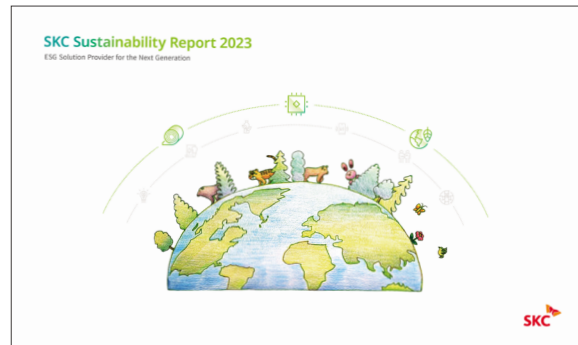 SKC Sustainability Report 2023
ESG Solution Provider for the Next Generation
SKC